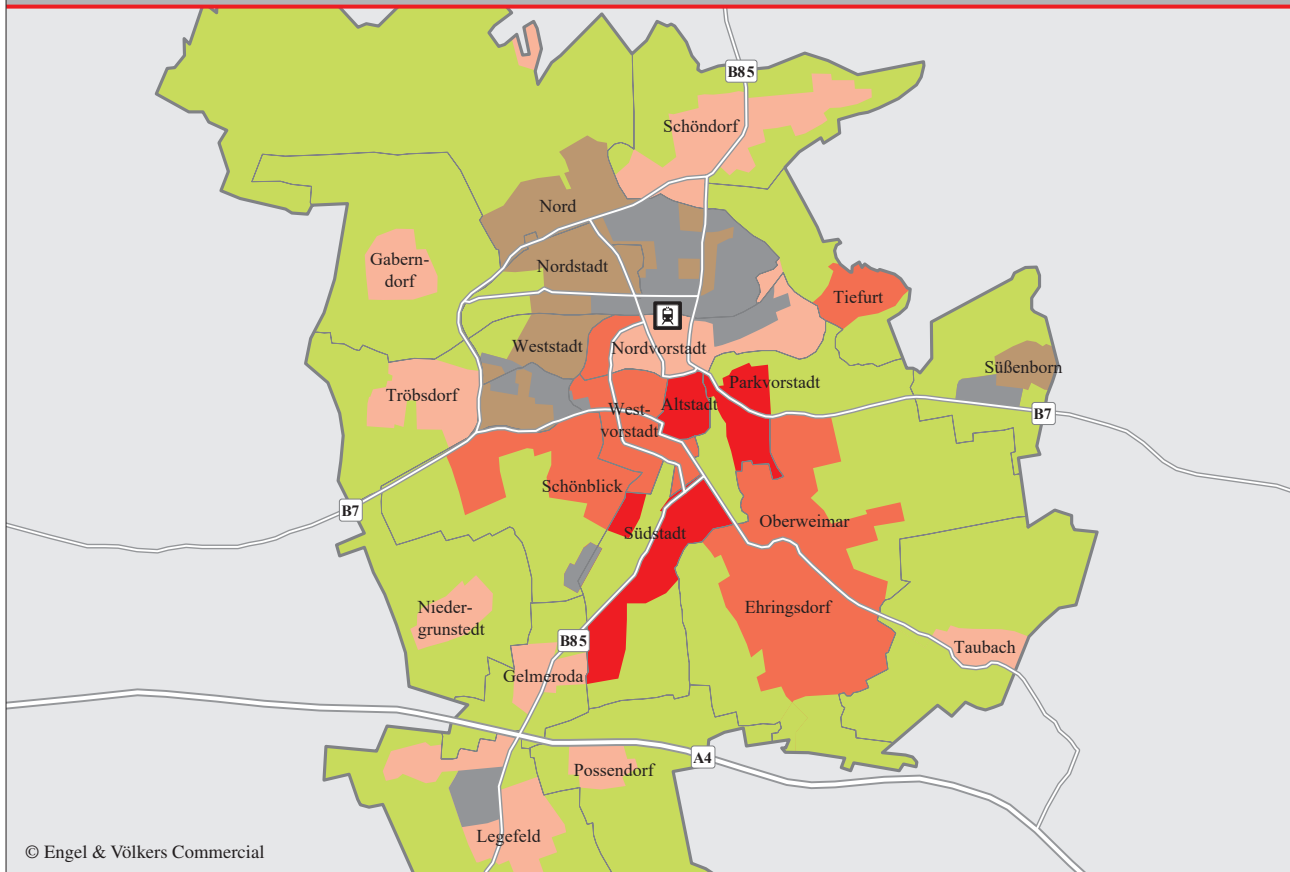 B85
Schöndorf
Nord
Gabern-
dorf
Nordstadt
Tiefurt
Weststadt
Nordvorstadt
Süßenborn
Parkvorstadt
Tröbsdorf
Altstadt
West-
vorstadt
B7
Schönblick
B7
Oberweimar
Südstadt
Nieder-
grunstedt
Ehringsdorf
B85
Taubach
Gelmeroda
A4
Possendorf
Legefeld
© Engel & Völkers Commercial